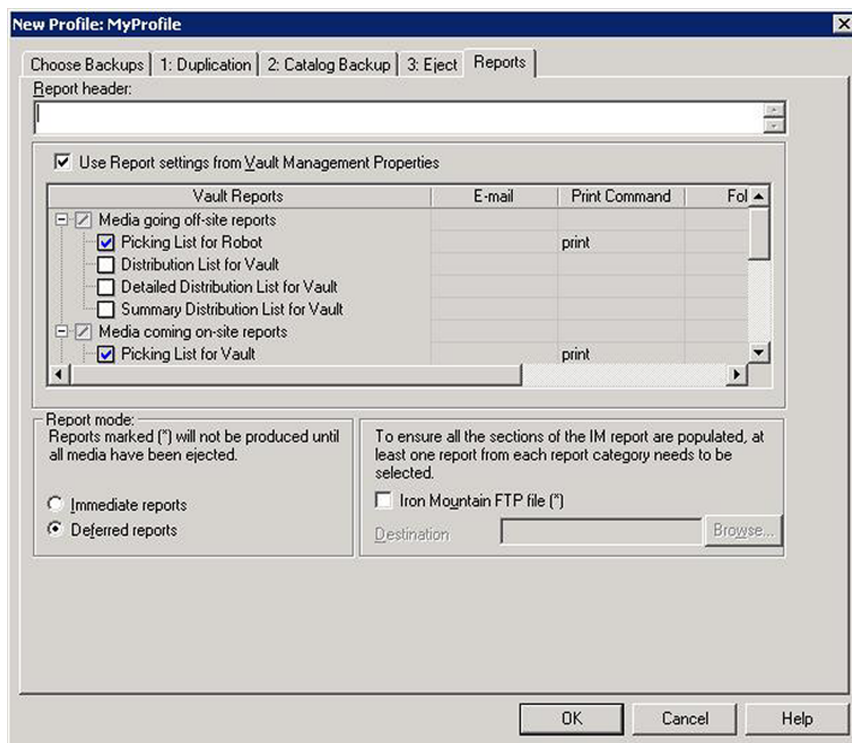 New Profile: MyProfile
Choose Backups 1: Duplication 2: Catalog Backup 3: Eject Reports
Report header:
Use Report settings from Vault Management Properties
Vault Reports E-mail Print Command Fol
Media going off-site reports
Picking List for Robot print
Distribution List for Vault
Detailed Distribution List for Vault
Summary Distribution List for Vault
Media coming on-site reports
Picking List for Vault print
Report mode:
Reports marked (*) will not be produced until
all media have been ejected.
Immediate reports
Deferred reports
To ensure all the sections of the IM report are populated, at
least one report from each report category needs to be
selected.
Iron Mountain FTP file (*)
Destination Browse...
OK Cancel Help